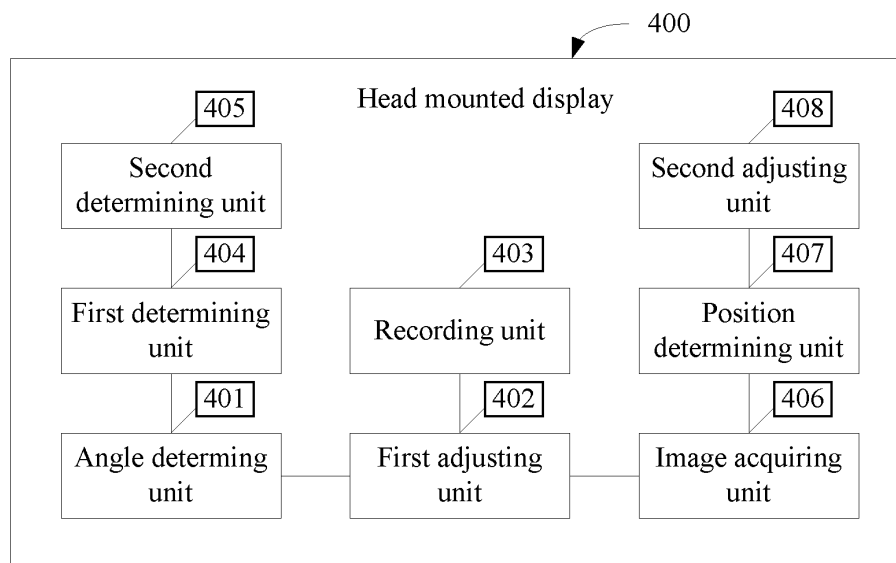 400
Head mounted display
405
408
Second
determining unit
Second adjusting
unit
404
403
407
First determining
unit
Recording unit
Position
determining unit
401
402
406
Angle determing
unit
First adjusting
unit
Image acquiring
unit